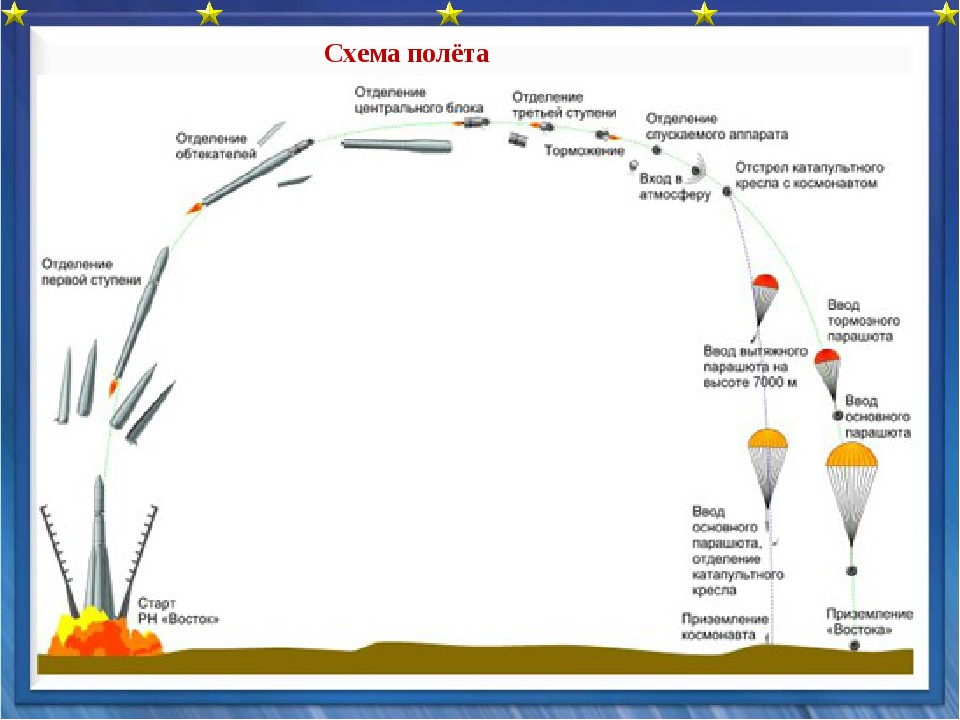 Схема полёта
Отделение
центрального блока
Отделение
третьей ступени
Отделение
спускаемого аппарата
Отделение
обтекателей
Торможение
Вход в
атмосферу
Отстрел катапультного
кресла с космонавтом
Отделение
первой ступени
Ввод
тормозного
парашюта
Ввод вытяжного
парашюта на
высоте 7000 м
Ввод
основного
парашюта
Ввод
основного
парашюта,
отделение
катапультного
кресла
Старт
РН «Восток»
Приземление
космонавта
Приземление
«Востока»